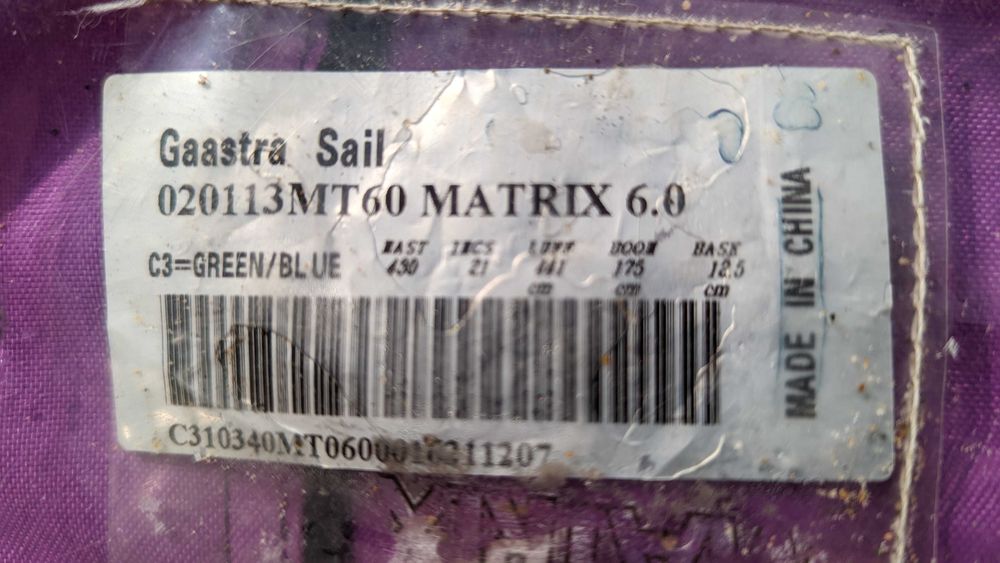 Gaastra Sail
020113MT60 MATRIX 6.0
C3=GREEN/BLUE
MAST IMCS LUFF BOOM BASE
430 21 441 175 12.5
cm cm cm
MADE IN CHINA